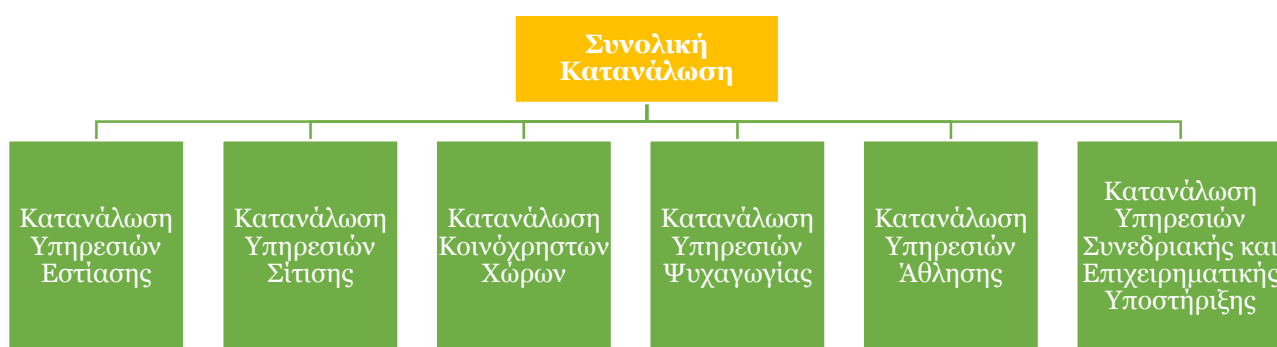 Συνολική
Κατανάλωση
Κατανάλωση
Υπηρεσιών
Εστίασης
Κατανάλωση
Υπηρεσιών
Σίτισης
Κατανάλωση
Κοινόχρηστων
Χώρων
Κατανάλωση
Υπηρεσιών
Ψυχαγωγίας
Κατανάλωση
Υπηρεσιών
Άθλησης
Κατανάλωση
Υπηρεσιών
Συνεδριακής και
Επιχειρηματικής
Υποστήριξης